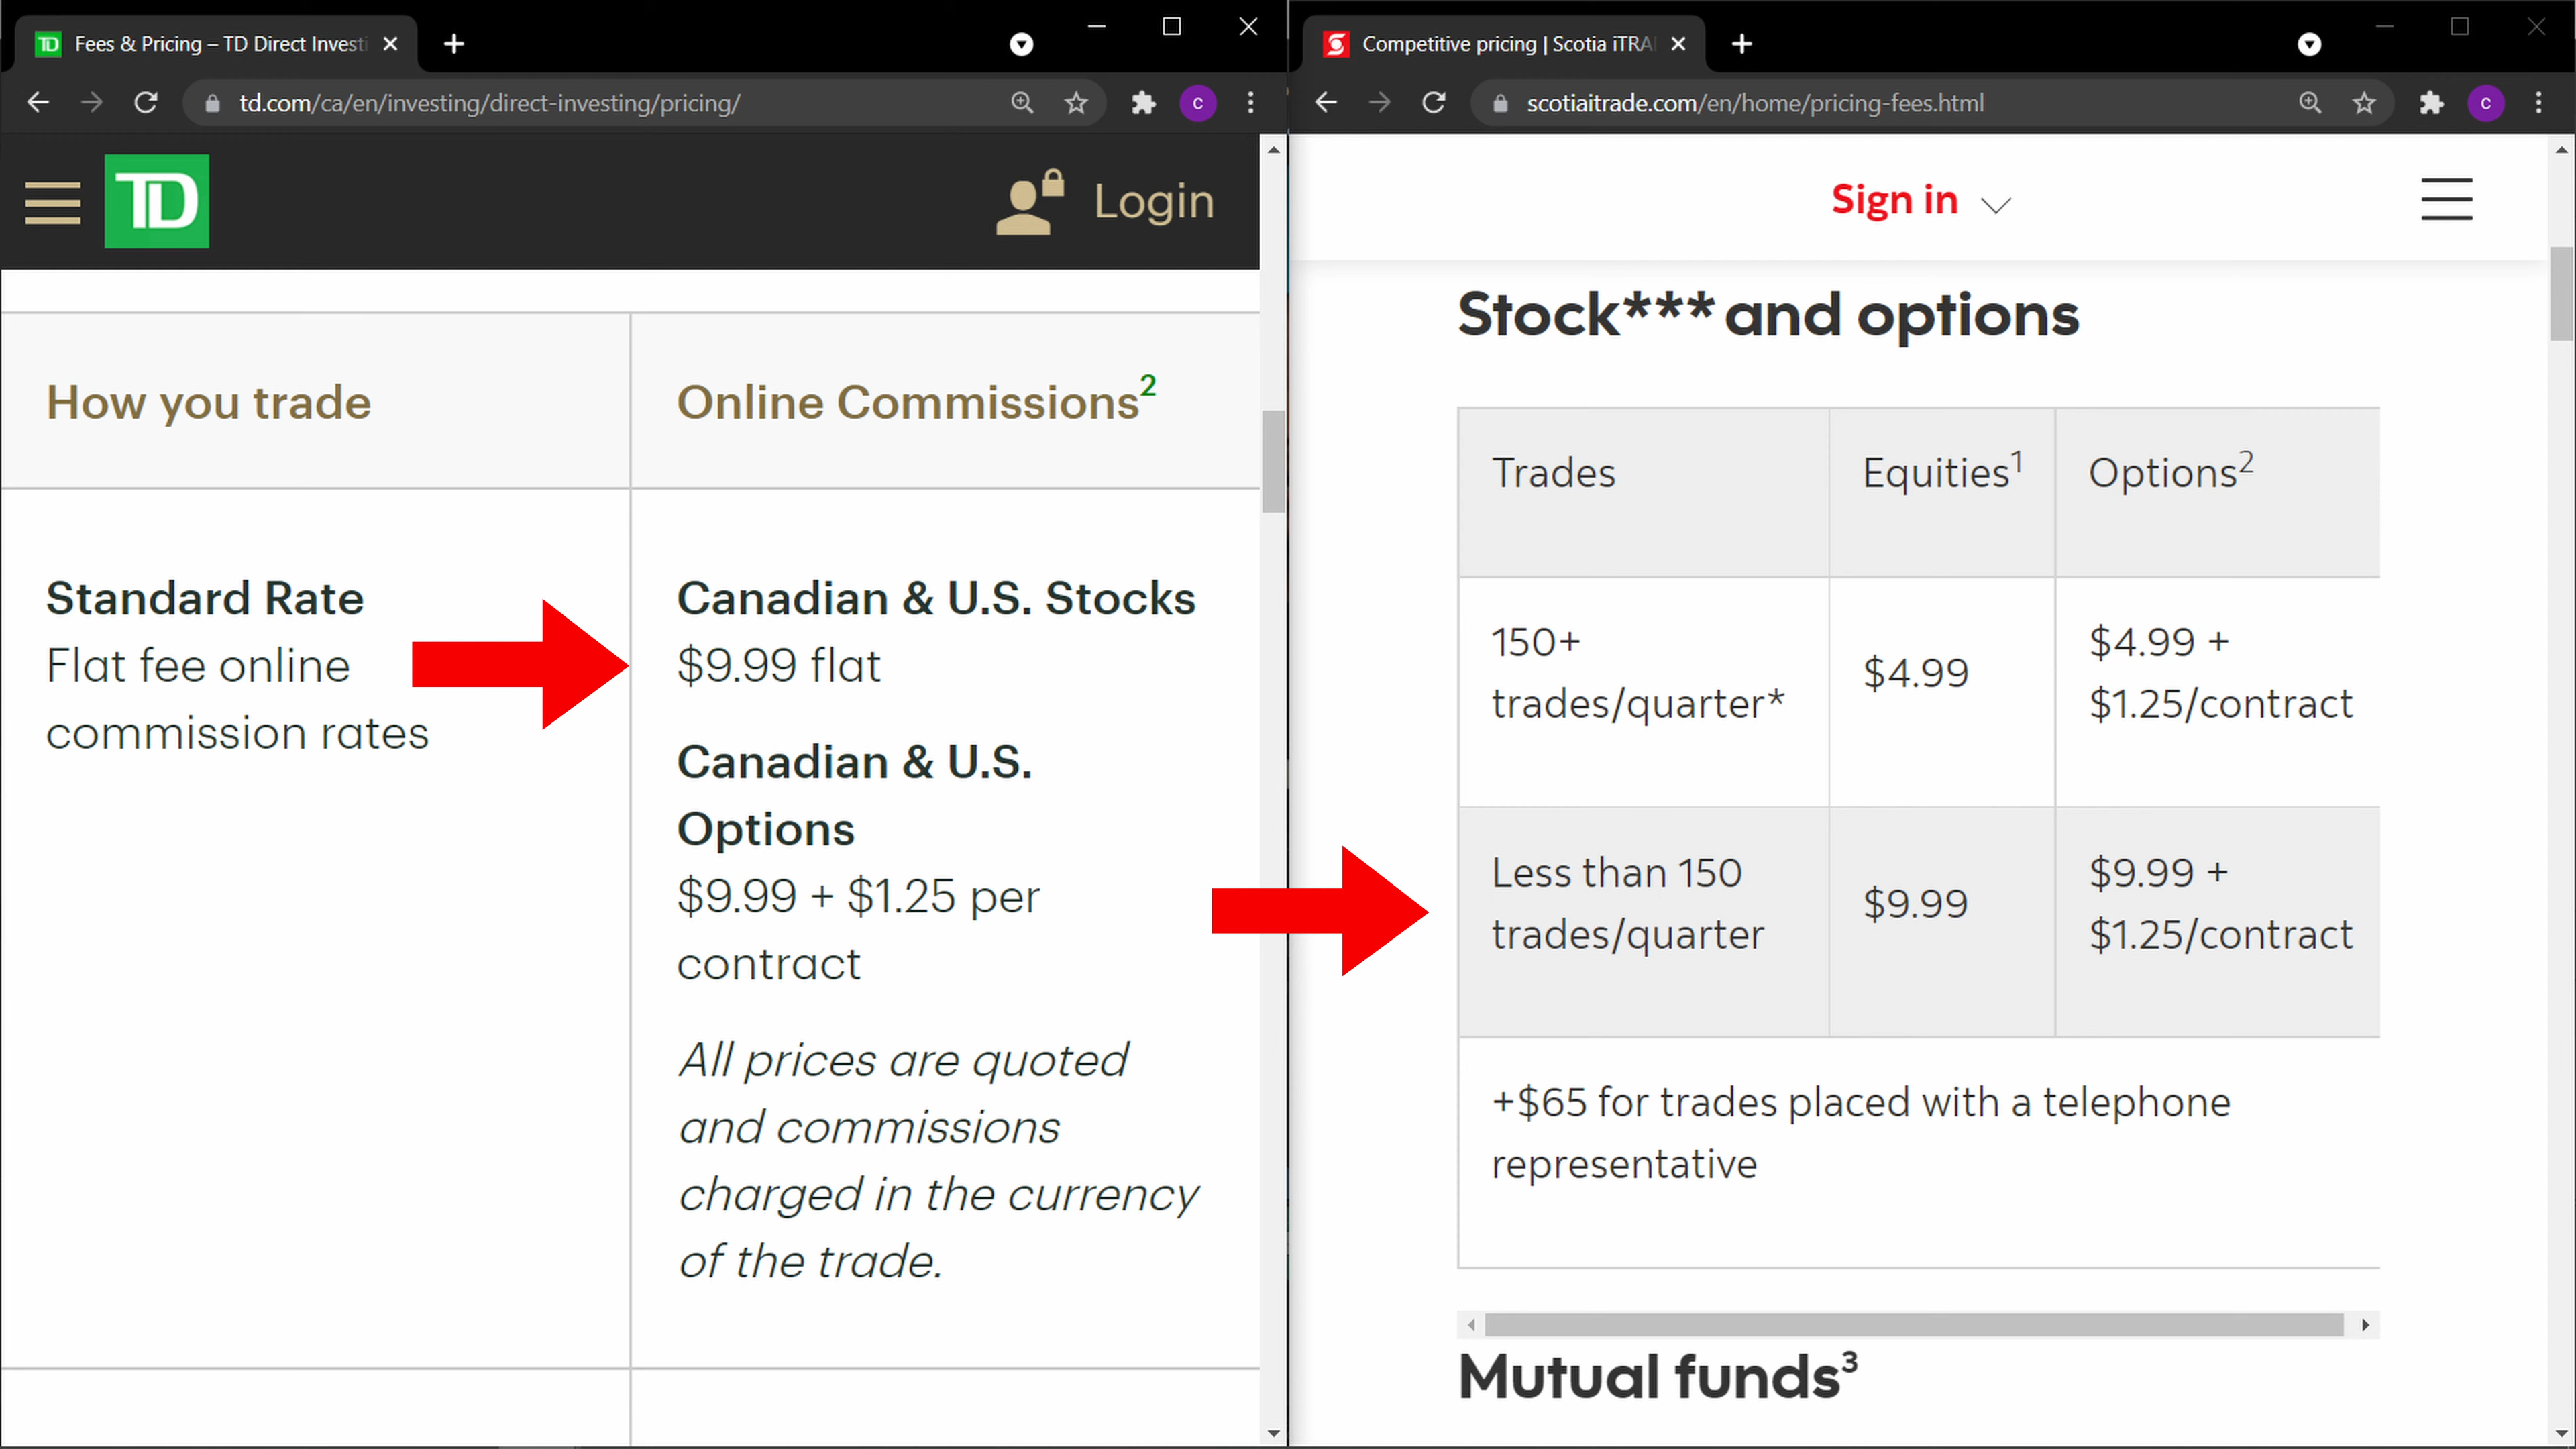 Fees & Pricing – TD Direct Investi
td.com/ca/en/investing/direct-investing/pricing/
C
TD
Login
How you trade
Online Commissions2
Standard Rate
Flat fee online
commission rates
Canadian & U.S. Stocks
$9.99 flat
Canadian & U.S.
Options
$9.99 + $1.25 per
contract
All prices are quoted
and commissions
charged in the currency
of the trade.
Competitive pricing | Scotia iTRA
scotiaitrade.com/en/home/pricing-fees.html
C
Sign in
Stock*** and options
Trades
Equities1
Options2
150+
trades/quarter*
$4.99
$4.99 +
$1.25/contract
Less than 150
trades/quarter
$9.99
$9.99 +
$1.25/contract
+$65 for trades placed with a telephone
representative
Mutual funds3